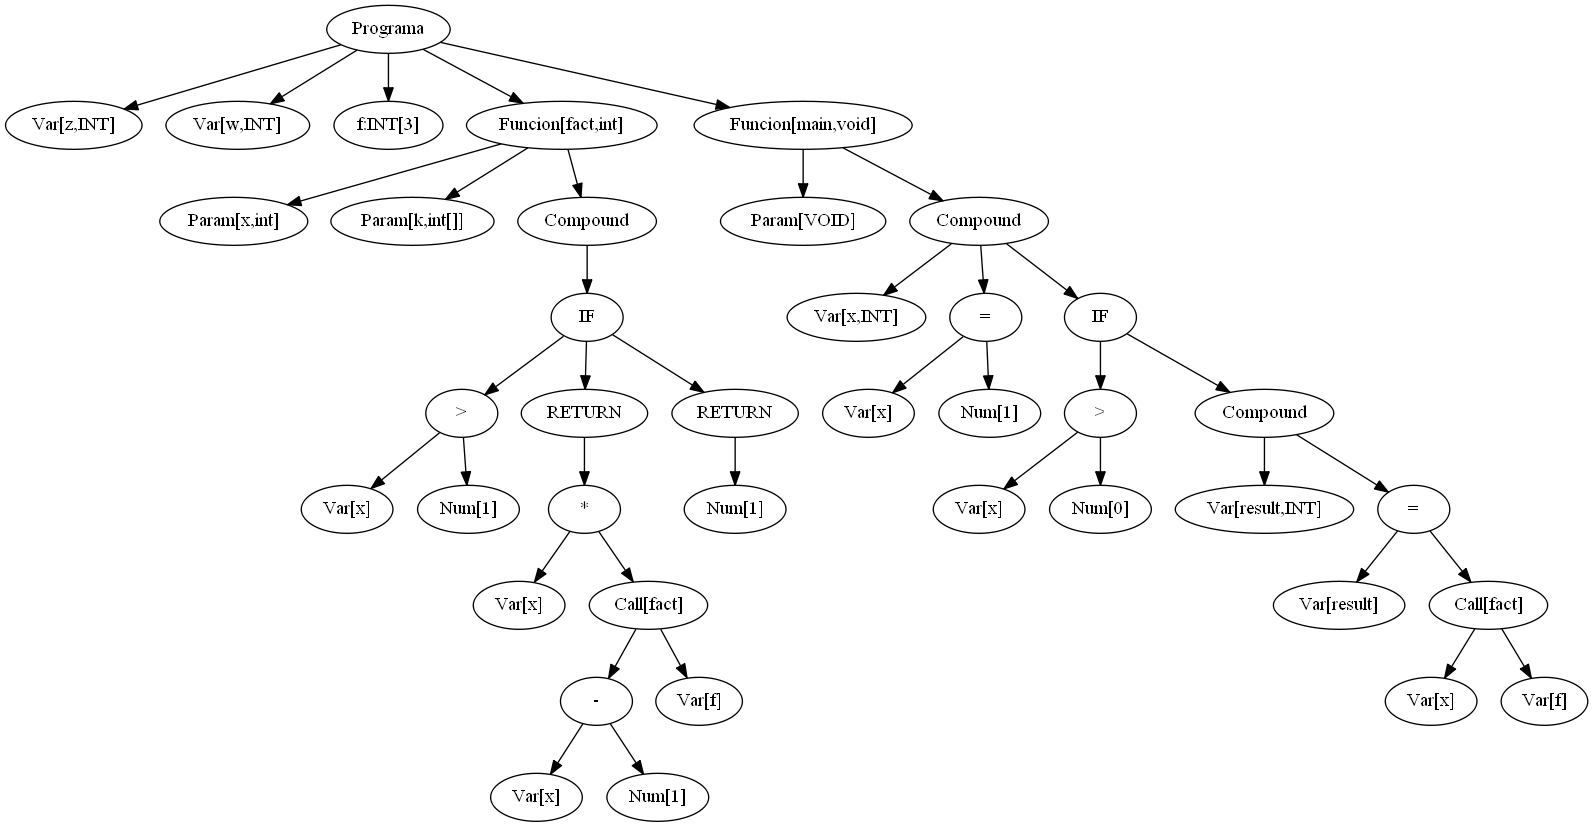 Programa
Var[z,INT] Var[w,INT] f:INT[3] Funcion[fact,int] Funcion[main,void]
Param[x,int] Param[k,int[]] Compound Param[VOID] Compound
IF Var[x,INT] = IF
> RETURN RETURN Var[x] Num[1] > Compound
Var[x] Num[1] * Num[1] Var[x] Num[0] Var[result,INT] =
Var[x] Call[fact] Var[result] Call[fact]
- Var[f] Var[x] Var[f]
Var[x] Num[1]